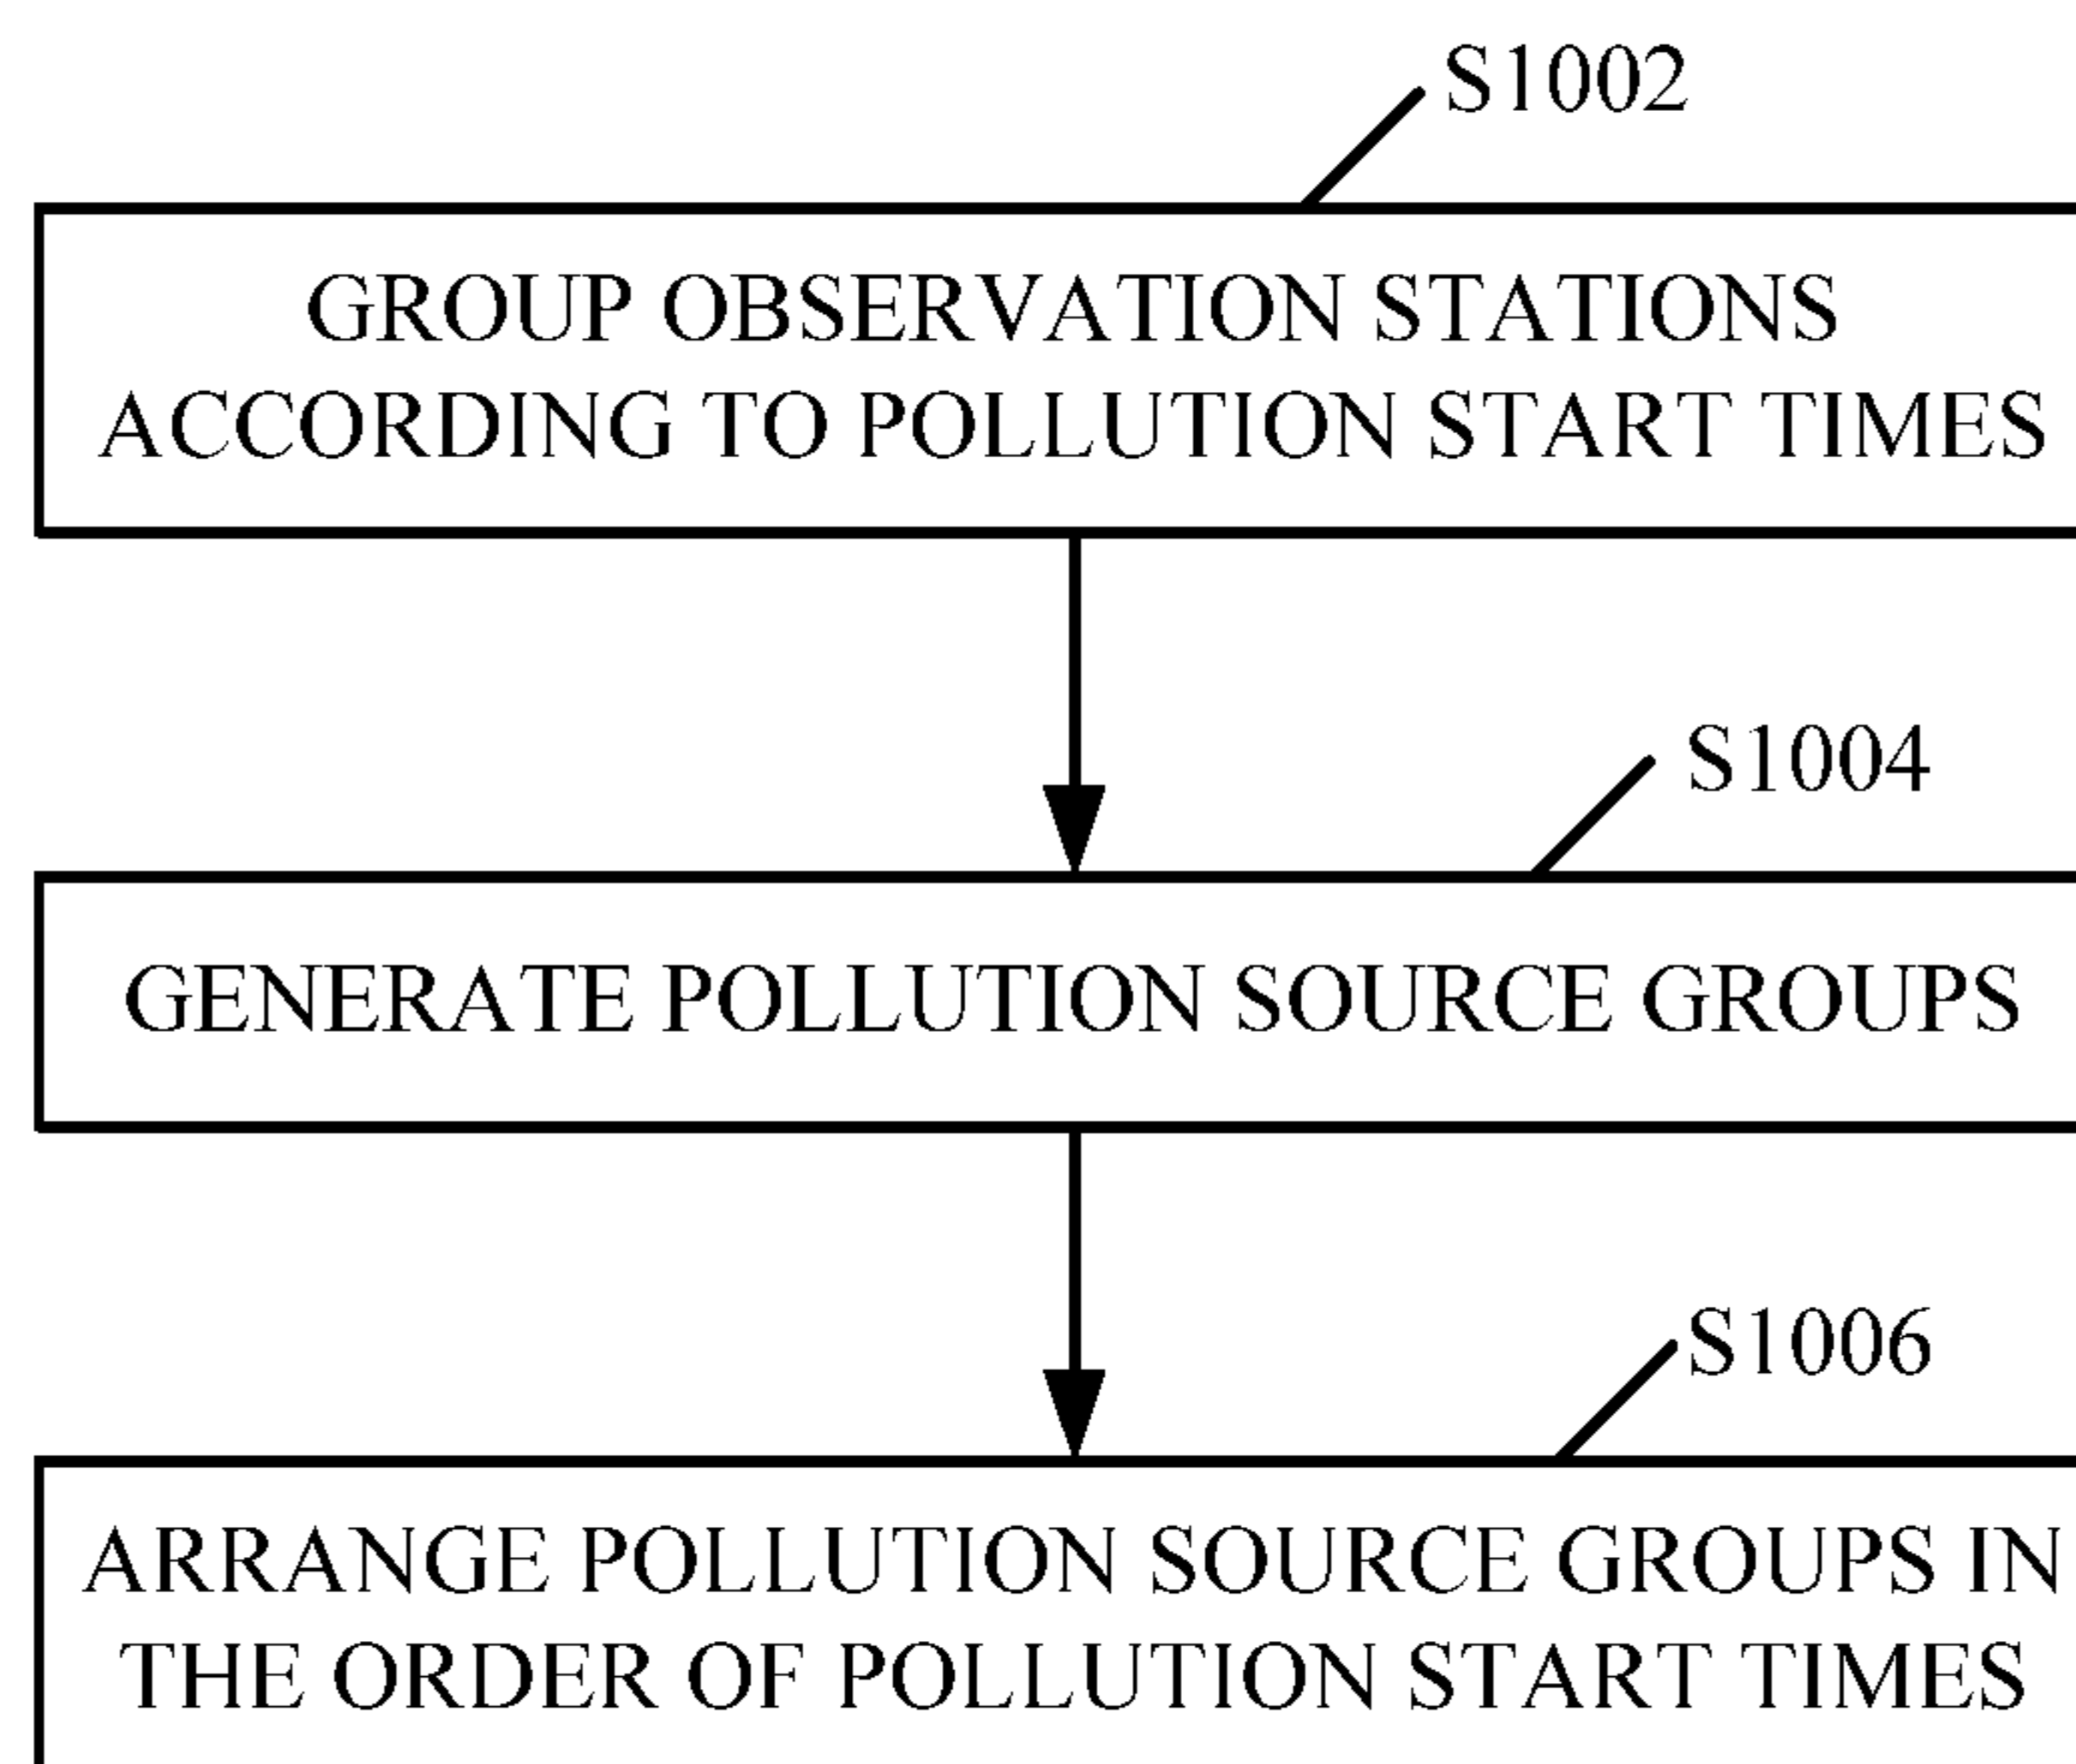 S1002
GROUP OBSERVATION STATIONS
ACCORDING TO POLLUTION START TIMES
S1004
GENERATE POLLUTION SOURCE GROUPS
S1006
ARRANGE POLLUTION SOURCE GROUPS IN
THE ORDER OF POLLUTION START TIMES